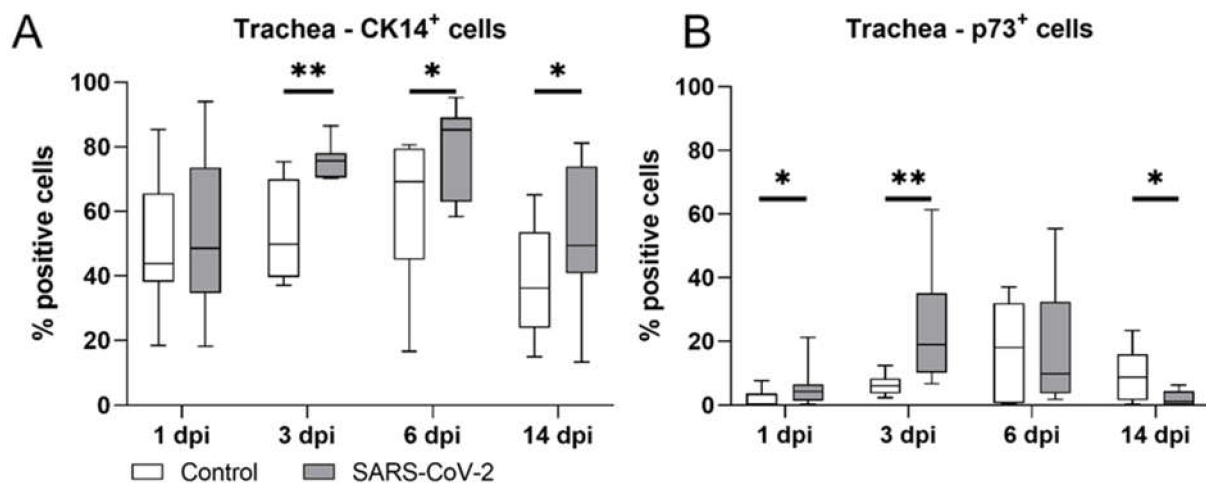 A
Trachea - CK14⁺ cells
% positive cells
100
80
60
40
20
0
** * *
1 dpi 3 dpi 6 dpi 14 dpi
Control SARS-CoV-2
B
Trachea - p73⁺ cells
% positive cells
100
80
60
40
20
0
* ** *
1 dpi 3 dpi 6 dpi 14 dpi